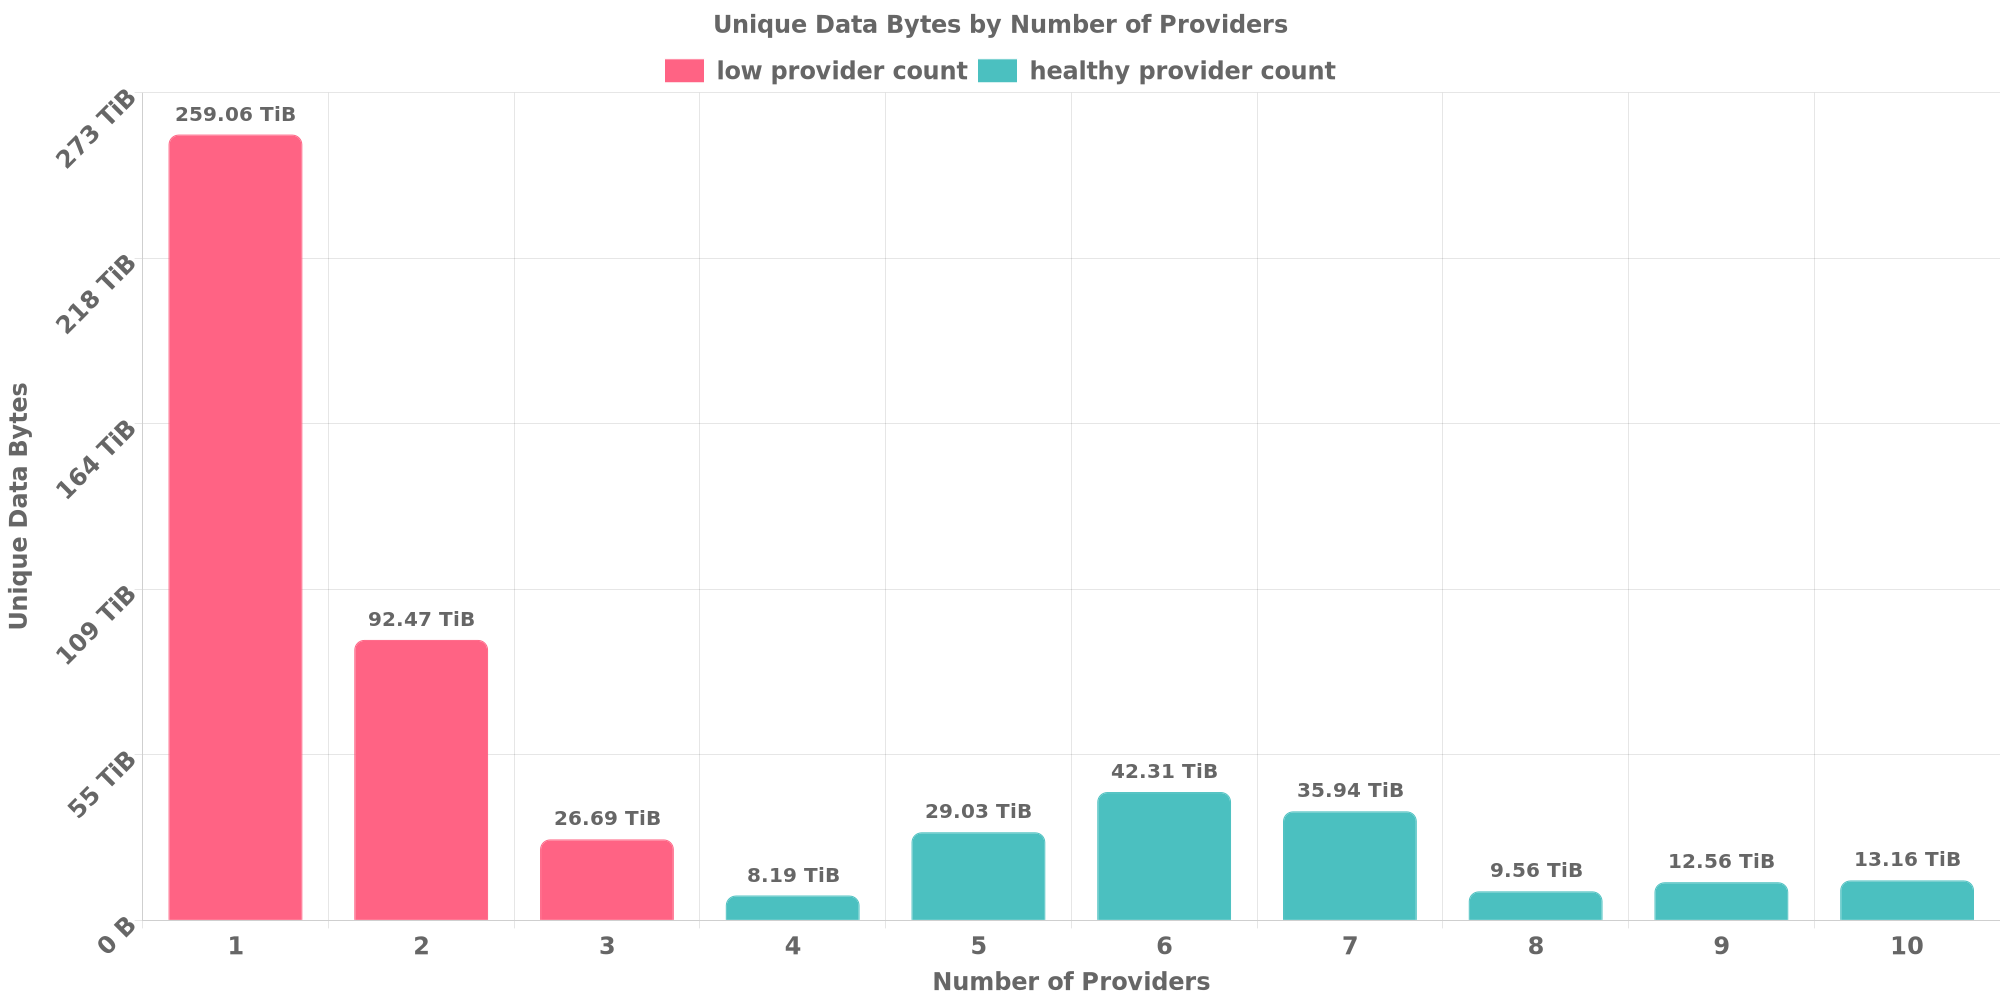 Unique Data Bytes by Number of Providers
low provider count healthy provider count
Unique Data Bytes
273 TiB
218 TiB
164 TiB
109 TiB
55 TiB
0 B
259.06 TiB
92.47 TiB
26.69 TiB
8.19 TiB
29.03 TiB
42.31 TiB
35.94 TiB
9.56 TiB
12.56 TiB
13.16 TiB
1 2 3 4 5 6 7 8 9 10
Number of Providers